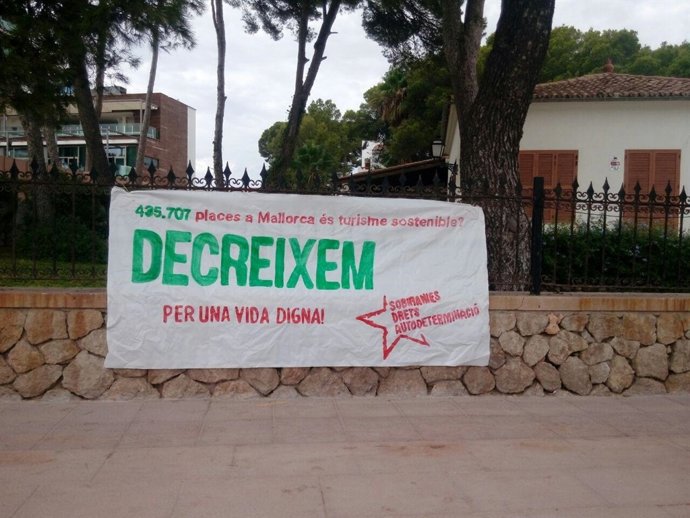 435.707 places a Mallorca és turisme sostenible?
DECREIXEM
PER UNA VIDA DIGNA!
SOBIRANIES
DRETS
AUTODETERMINACIÓ